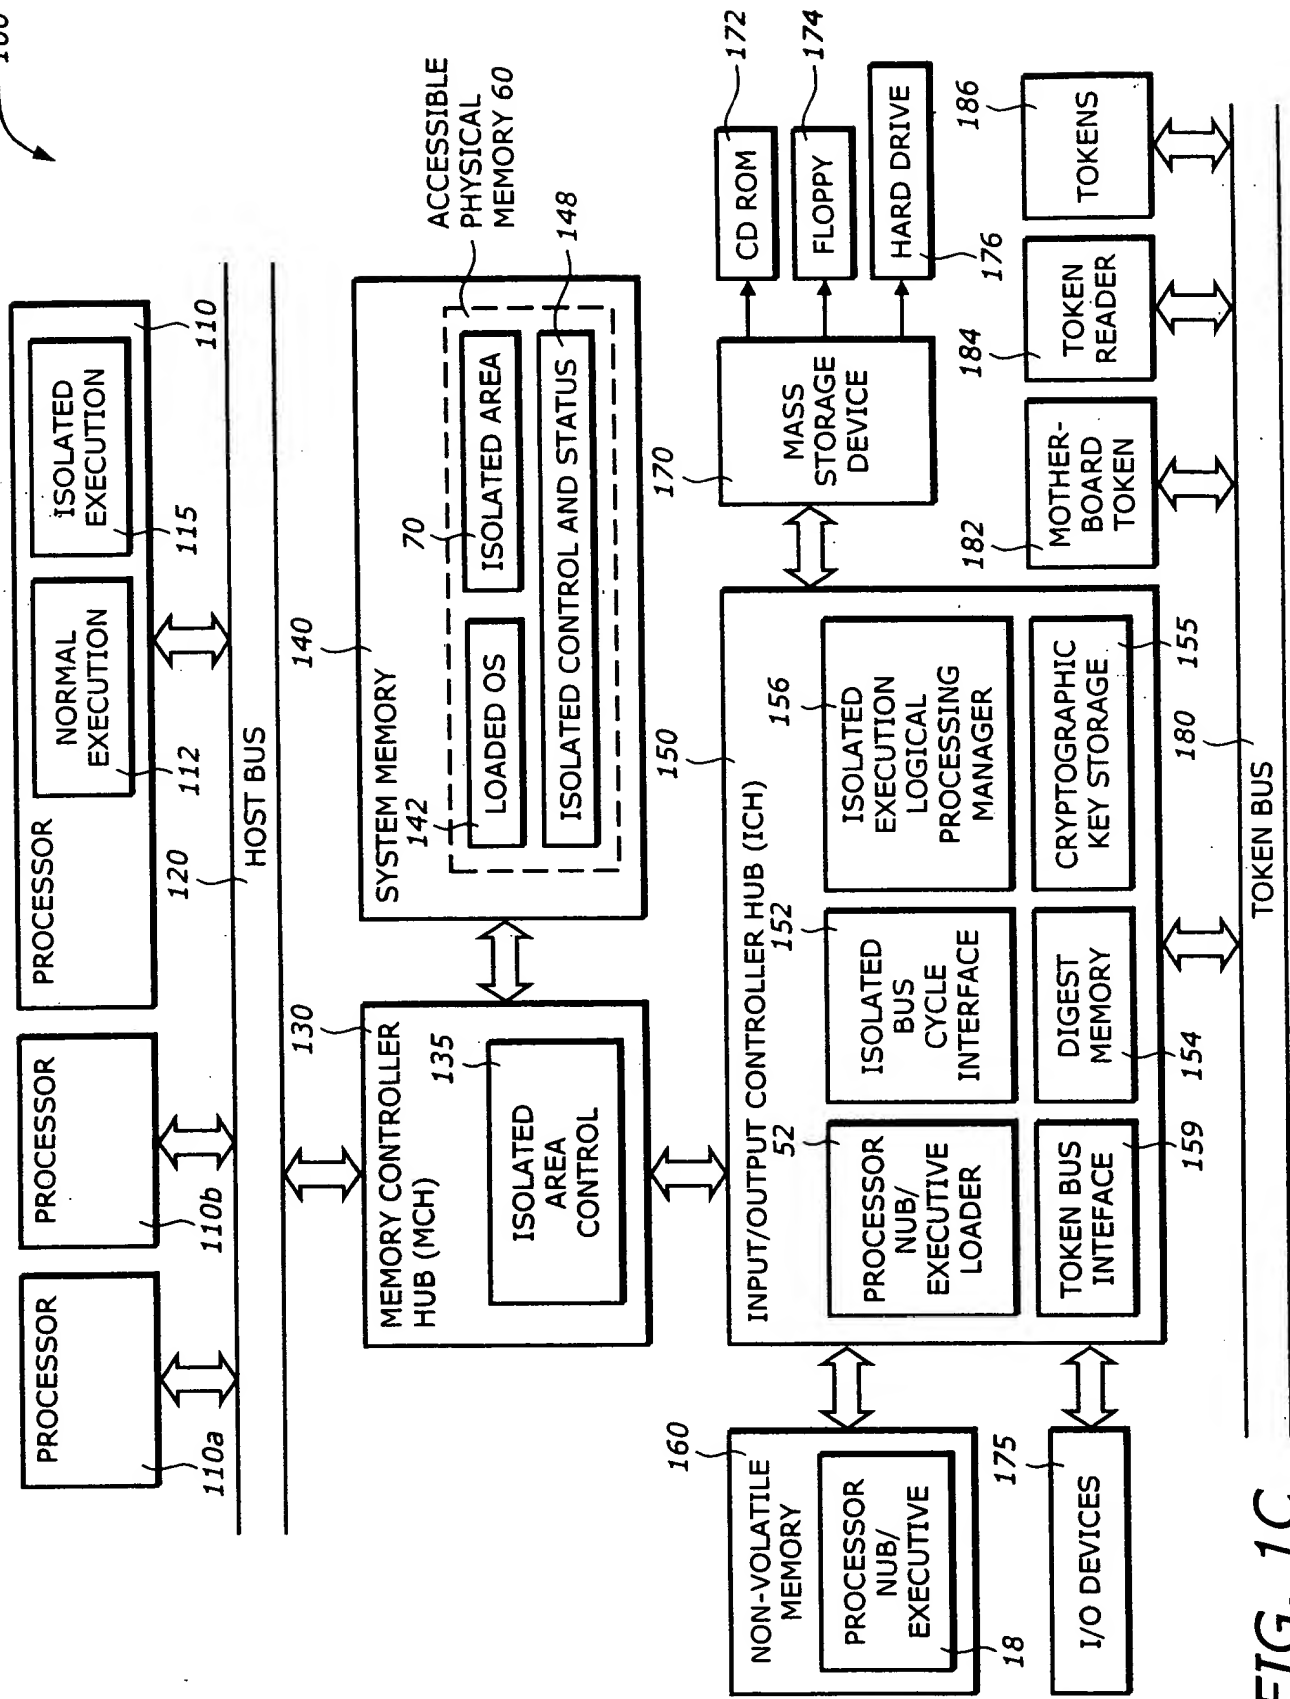 100
PROCESSOR
110a
PROCESSOR
110b
PROCESSOR
NORMAL
EXECUTION
112
ISOLATED
EXECUTION
115
110
120
HOST BUS
130
MEMORY CONTROLLER
HUB (MCH)
135
ISOLATED
AREA
CONTROL
140
SYSTEM MEMORY
ACCESSIBLE
PHYSICAL
MEMORY 60
142
LOADED OS
70
ISOLATED AREA
148
ISOLATED CONTROL AND STATUS
150
INPUT/OUTPUT CONTROLLER HUB (ICH)
52
PROCESSOR
NUB/
EXECUTIVE
LOADER
152
ISOLATED
BUS
CYCLE
INTERFACE
156
ISOLATED
EXECUTION
LOGICAL
PROCESSING
MANAGER
TOKEN BUS
INTEFACE
159
DIGEST
MEMORY
154
CRYPTOGRAPHIC
KEY STORAGE
155
160
NON-VOLATILE
MEMORY
PROCESSOR
NUB/
EXECUTIVE
18
175
I/O DEVICES
170
MASS
STORAGE
DEVICE
CD ROM
172
FLOPPY
174
HARD DRIVE
176
182
MOTHER-
BOARD
TOKEN
184
TOKEN
READER
186
TOKENS
180
TOKEN BUS
FIG. 1C